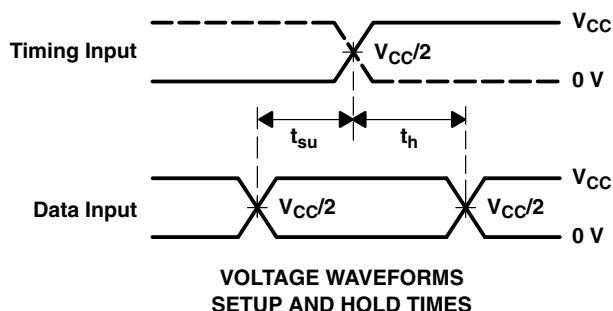 V_CC
Timing Input
V_CC/2
0 V
t_su
t_h
V_CC
Data Input
V_CC/2
V_CC/2
0 V
VOLTAGE WAVEFORMS
SETUP AND HOLD TIMES